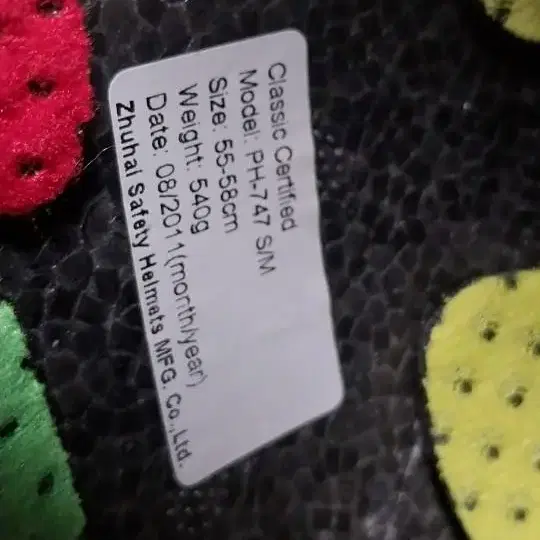 Classic Certified
Model: PH-747 S/M
Size: 55-58cm
Weight: 540g
Date: 08/2011(month/year)
Zhuhai Safety Helmets MFG. Co.,Ltd.